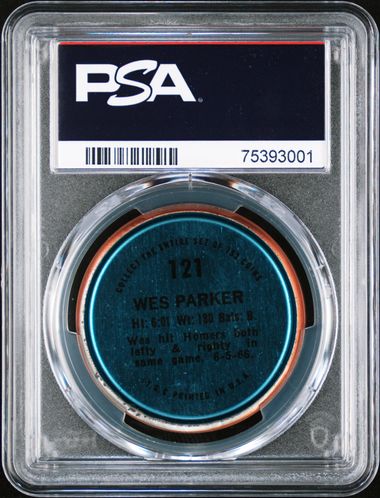 PSA
75393001
COLLECT THE ENTIRE SET OF 153 COINS
121
WES PARKER
Ht: 6:01 Wt: 180 Bats: B.
Wes hit Homers both
lefty & righty in
same game, 6-5-66.
T.C.G. PRINTED IN U.S.A.